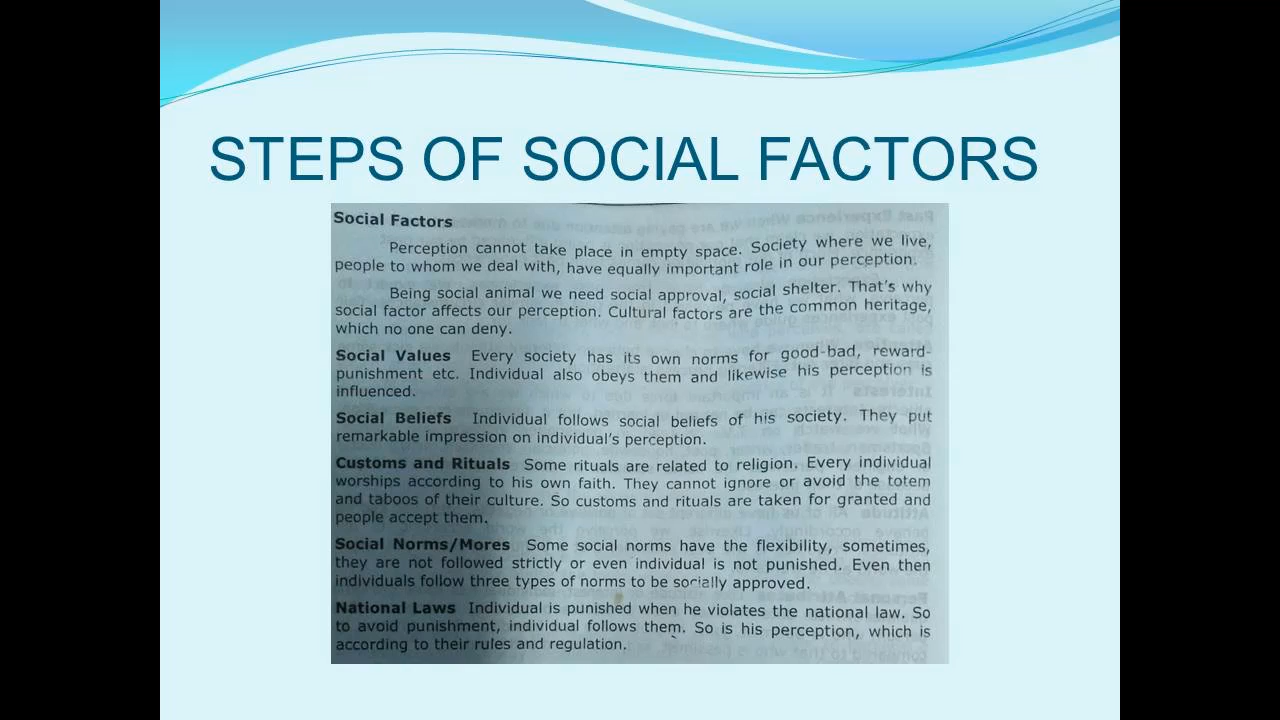 STEPS OF SOCIAL FACTORS
Social Factors
Perception cannot take place in empty space. Society where we live,
people to whom we deal with, have equally important role in our perception.
Being social animal we need social approval, social shelter. That's why
social factor affects our perception. Cultural factors are the common heritage,
which no one can deny.
Social Values Every society has its own norms for good-bad, reward-
punishment etc. Individual also obeys them and likewise his perception is
influenced.
Social Beliefs Individual follows social beliefs of his society. They put
remarkable impression on individual's perception.
Customs and Rituals Some rituals are related to religion. Every individual
worships according to his own faith. They cannot ignore or avoid the totem
and taboos of their culture. So customs and rituals are taken for granted and
people accept them.
Social Norms/Mores Some social norms have the flexibility, sometimes,
they are not followed strictly or even individual is not punished. Even then
individuals follow three types of norms to be socially approved.
National Laws Individual is punished when he violates the national law. So
to avoid punishment, individual follows them. So is his perception, which is
according to their rules and regulation.